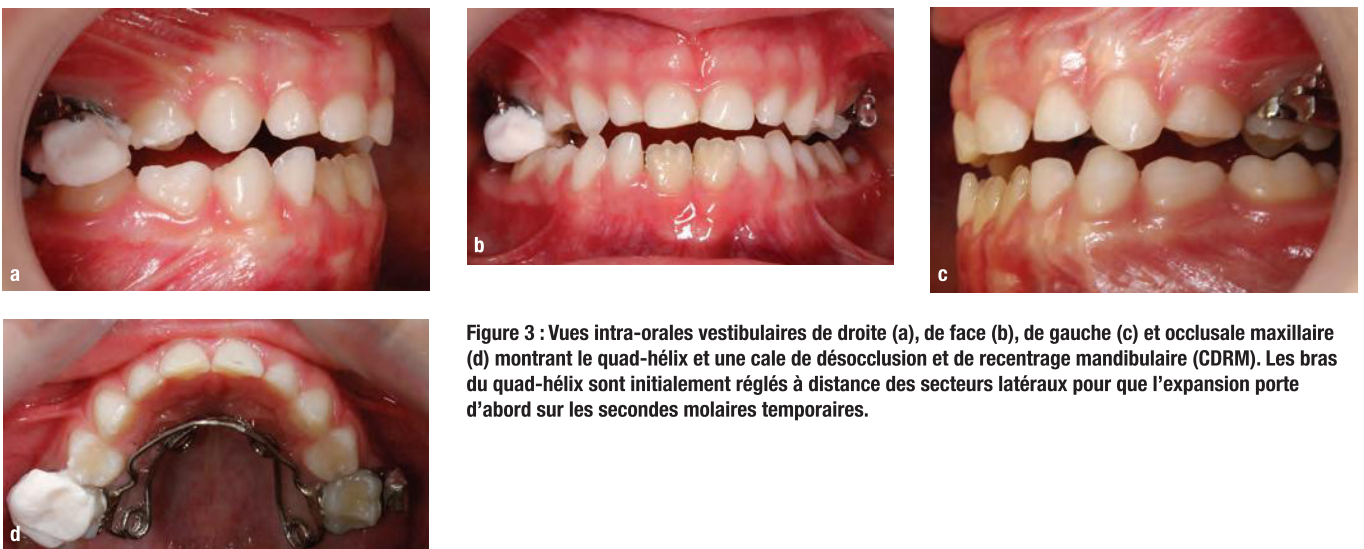 a
b
c
d
Figure 3 : Vues intra-orales vestibulaires de droite (a), de face (b), de gauche (c) et occlusale maxillaire
(d) montrant le quad-hélix et une cale de désocclusion et de recentrage mandibulaire (CDRM). Les bras
du quad-hélix sont initialement réglés à distance des secteurs latéraux pour que l’expansion porte
d’abord sur les secondes molaires temporaires.